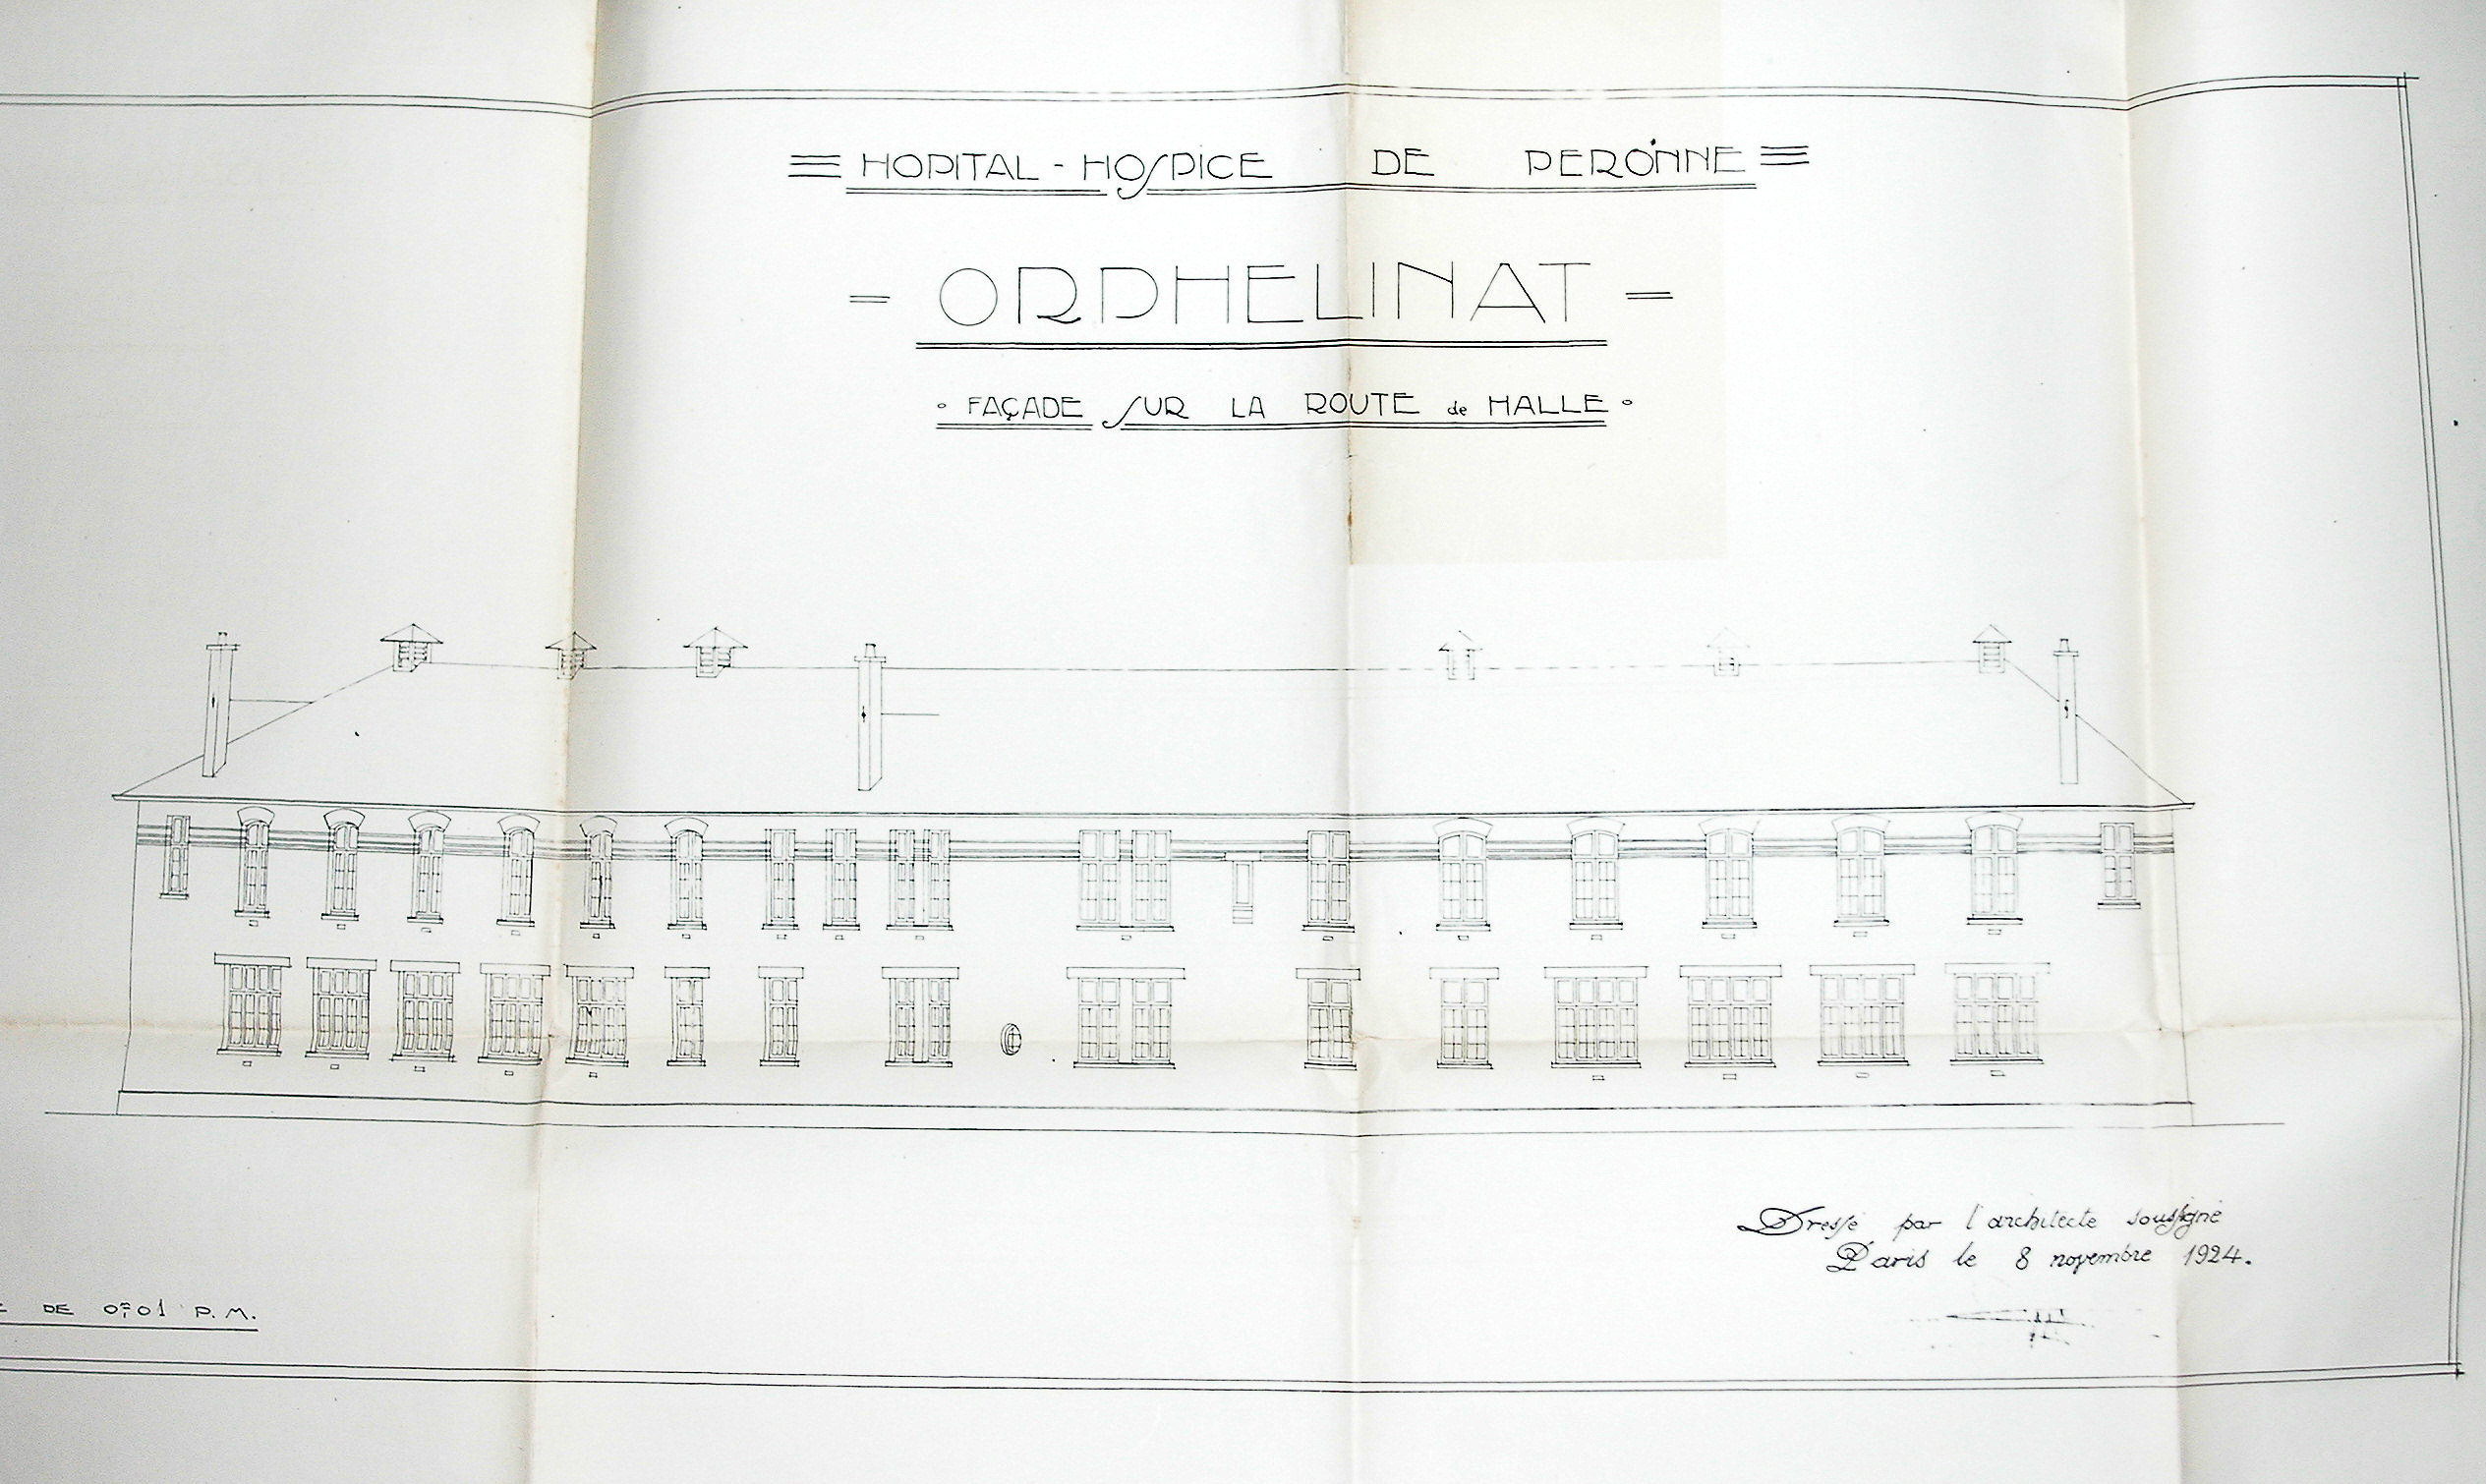 HOPITAL - HOSPICE DE PERONNE
- ORPHELINAT -
FAÇADE SUR LA ROUTE de HALLE
Dressé par l'architecte soussigné
Paris le 8 novembre 1924.
DE 0m,01 P.M.